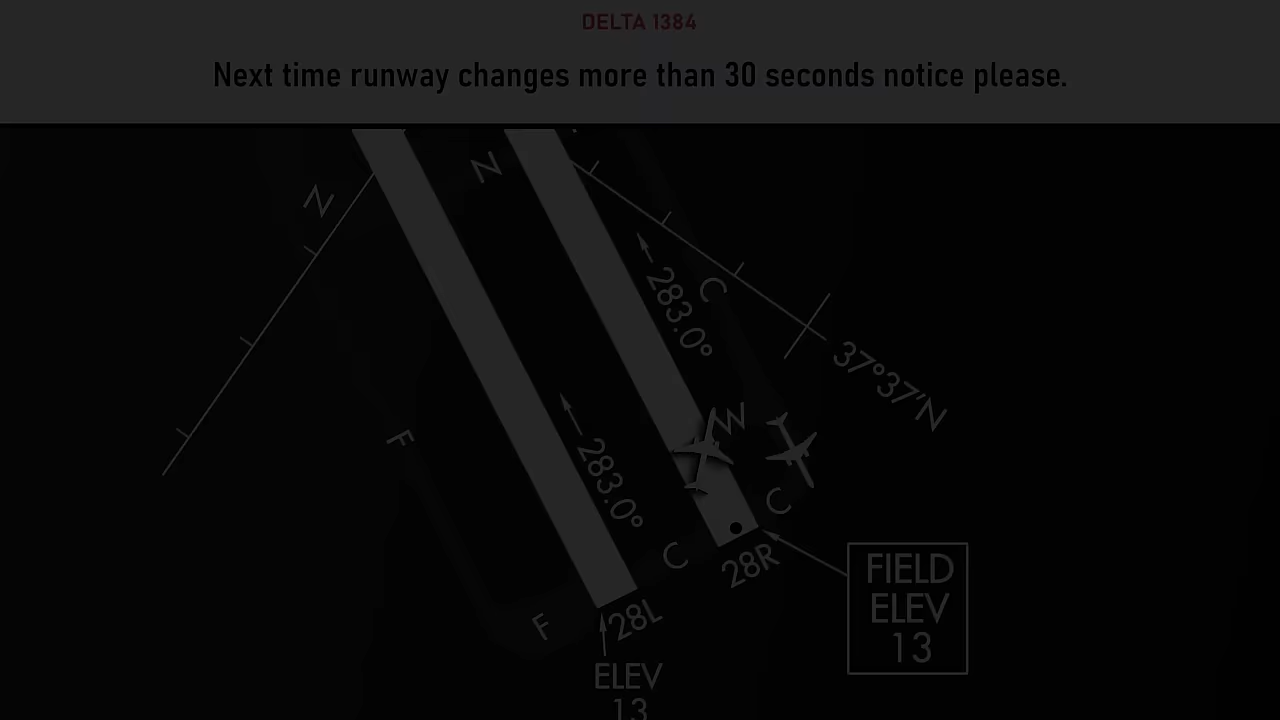 DELTA 1384
Next time runway changes more than 30 seconds notice please.
N
N
283.0°
C
37°37'N
F
W
283.0°
C
C
28R
FIELD
ELEV
13
F
28L
ELEV
13